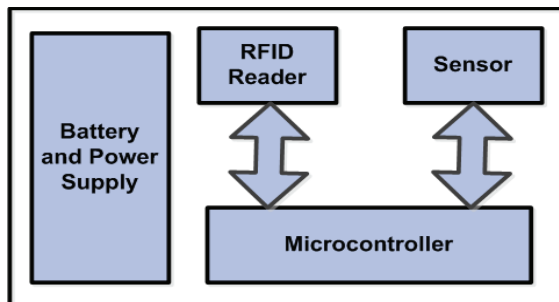 Battery
and Power
Supply
RFID
Reader
Sensor
Microcontroller